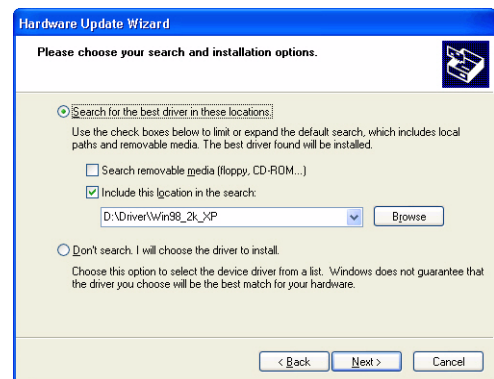 Hardware Update Wizard
Please choose your search and installation options.
Search for the best driver in these locations.
Use the check boxes below to limit or expand the default search, which includes local
paths and removable media. The best driver found will be installed.
Search removable media (floppy, CD-ROM...)
Include this location in the search:
D:\Driver\Win98_2k_XP
Browse
Don't search. I will choose the driver to install.
Choose this option to select the device driver from a list. Windows does not guarantee that
the driver you choose will be the best match for your hardware.
< Back Next > Cancel